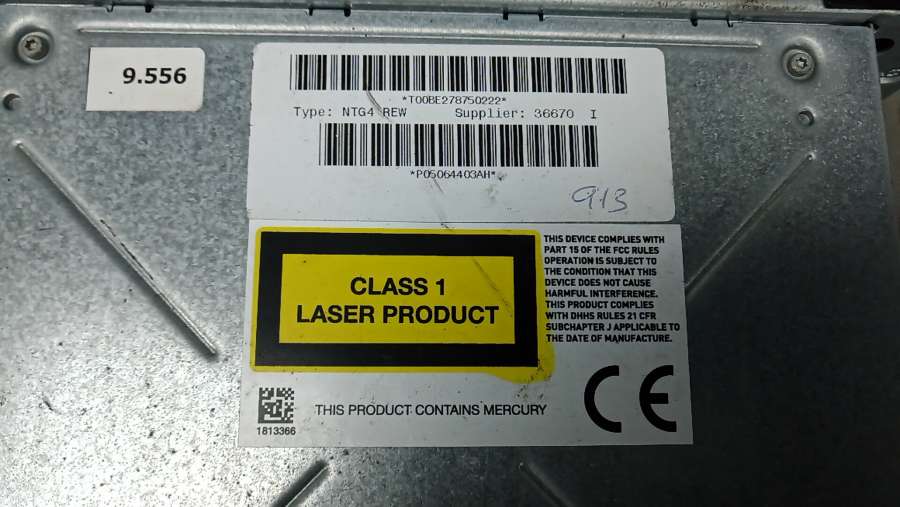 9.556
*T00BE278750222*
Type: NTG4 REW Supplier: 36670 I
*P05064403AH*
913
CLASS 1
LASER PRODUCT
THIS DEVICE COMPLIES WITH
PART 15 OF THE FCC RULES
OPERATION IS SUBJECT TO
THE CONDITION THAT THIS
DEVICE DOES NOT CAUSE
HARMFUL INTERFERENCE.
THIS PRODUCT COMPLIES
WITH DHHS RULES 21 CFR
SUBCHAPTER J APPLICABLE TO
THE DATE OF MANUFACTURE.
THIS PRODUCT CONTAINS MERCURY
CE
1813366